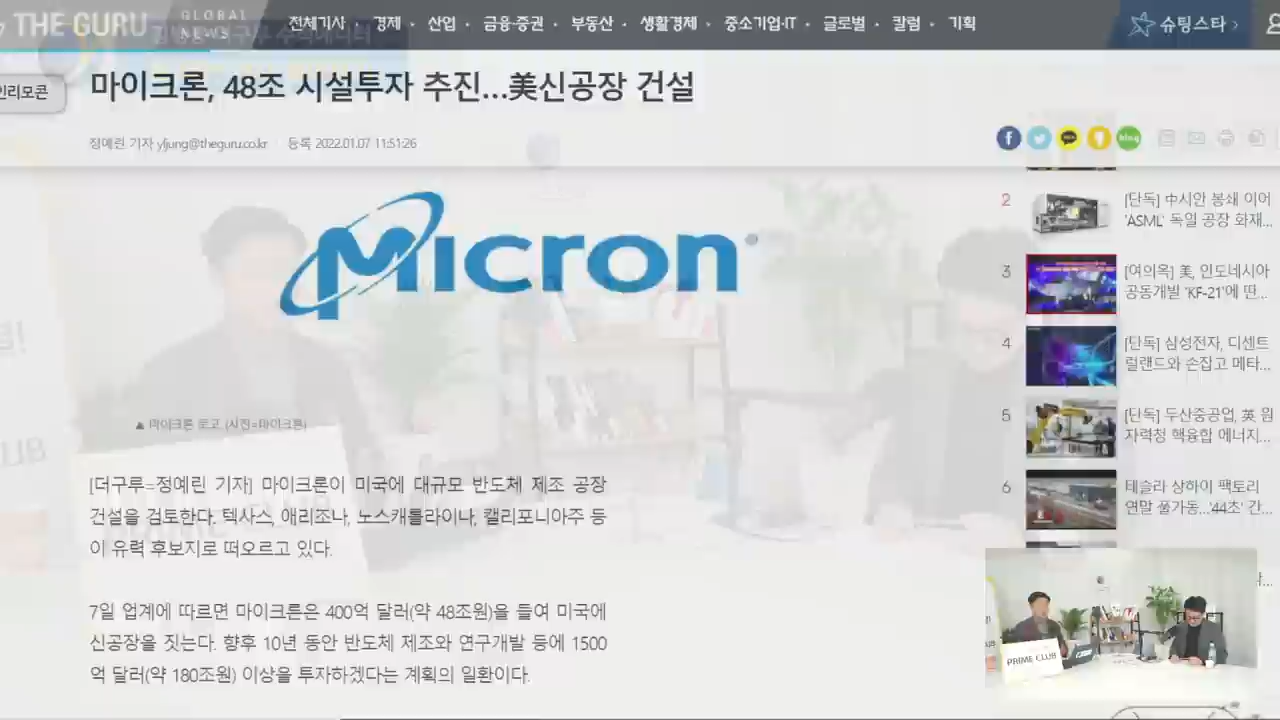 THE GURU GLOBAL NEWS
전체기사 · 경제 · 산업 · 금융·증권 · 부동산 · 생활경제 · 중소기업·IT · 글로벌 · 칼럼 · 기획
슈팅스타 ›
인리모콘
마이크론, 48조 시설투자 추진...美신공장 건설
정예린 기자 yljung@theguru.co.kr 등록 2022.01.07 11:51:26
blog
Micron
▲ 마이크론 로고. (사진=마이크론)
[더구루=정예린 기자] 마이크론이 미국에 대규모 반도체 제조 공장
건설을 검토한다. 텍사스, 애리조나, 노스캐롤라이나, 캘리포니아주 등
이 유력 후보지로 떠오르고 있다.
7일 업계에 따르면 마이크론은 400억 달러(약 48조원)을 들여 미국에
신공장을 짓는다. 향후 10년 동안 반도체 제조와 연구개발 등에 1500
억 달러(약 180조원) 이상을 투자하겠다는 계획의 일환이다.
2 [단독] 中시안 봉쇄 이어
'ASML' 독일 공장 화재...
3 [여의옥] 美, 인도네시아
공동개발 'KF-21'에 딴...
4 [단독] 삼성전자, 디센트
럴랜드와 손잡고 메타...
5 [단독] 두산중공업, 英 원
자력청 핵융합 에너지...
6 테슬라 상하이 팩토리
연말 풀가동...'44초' 간...
PRIME CLUB